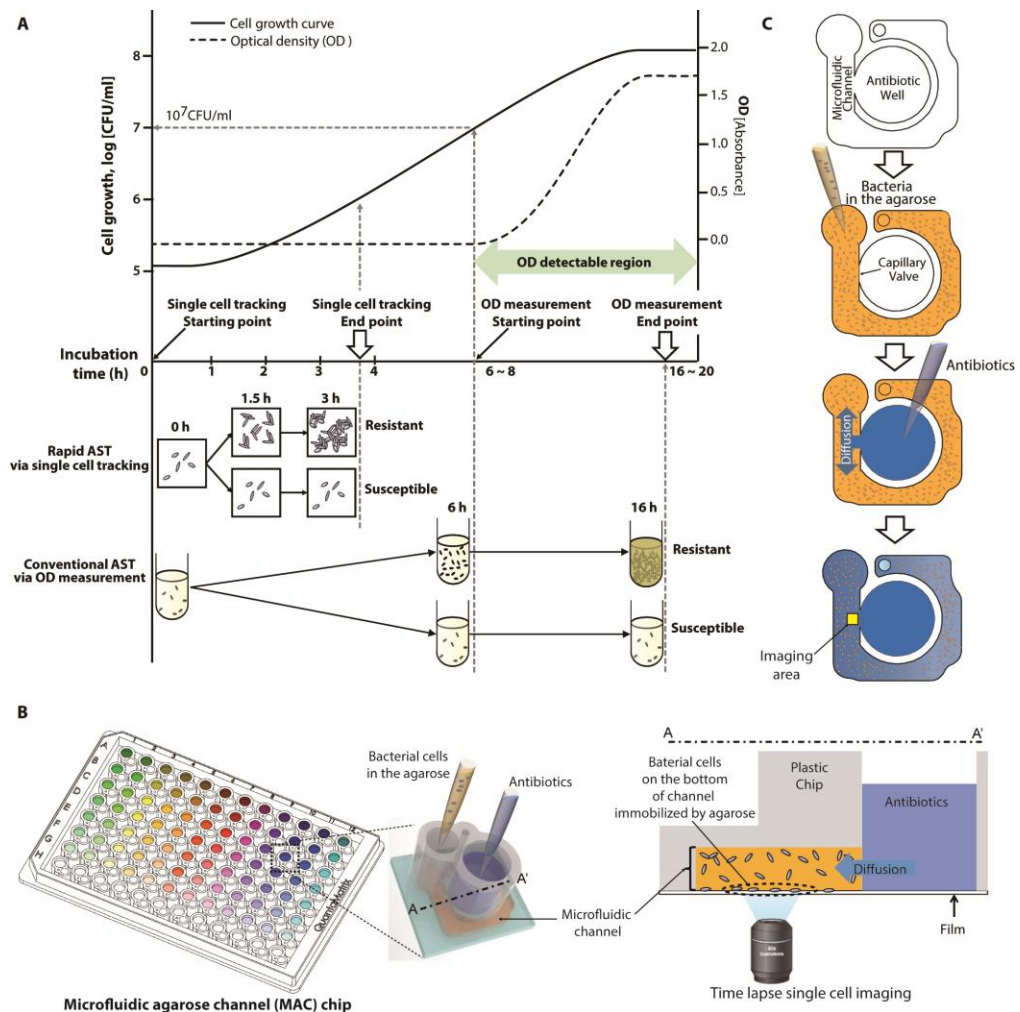 A
Cell growth curve
Optical density (OD )
Cell growth, log [CFU/ml]
8
7
6
5
10⁷CFU/ml
2.0
1.5
1.0
0.5
0.0
OD[Absorbance]
OD detectable region
Single cell tracking
Starting point
Single cell tracking
End point
OD measurement
Starting point
OD measurement
End point
Incubation
time (h)
0 1 2 3 4 6 ~ 8 16 ~ 20
0 h
1.5 h
3 h
Resistant
Rapid AST
via single cell tracking
Susceptible
6 h
16 h
Conventional AST
via OD measurement
Resistant
Susceptible
C
Microfluidic
Channel
Antibiotic
Well
Bacteria
in the agarose
Capillary
Valve
Antibiotics
Diffusion
Imaging
area
B
A
B
C
D
E
F
G
H
Bacterial cells
in the agarose
Antibiotics
A
A'
Microfluidic
channel
Microfluidic agarose channel (MAC) chip
A
A'
Baterial cells
on the bottom
of channel
immobilized by agarose
Plastic
Chip
Antibiotics
Diffusion
Film
Time lapse single cell imaging